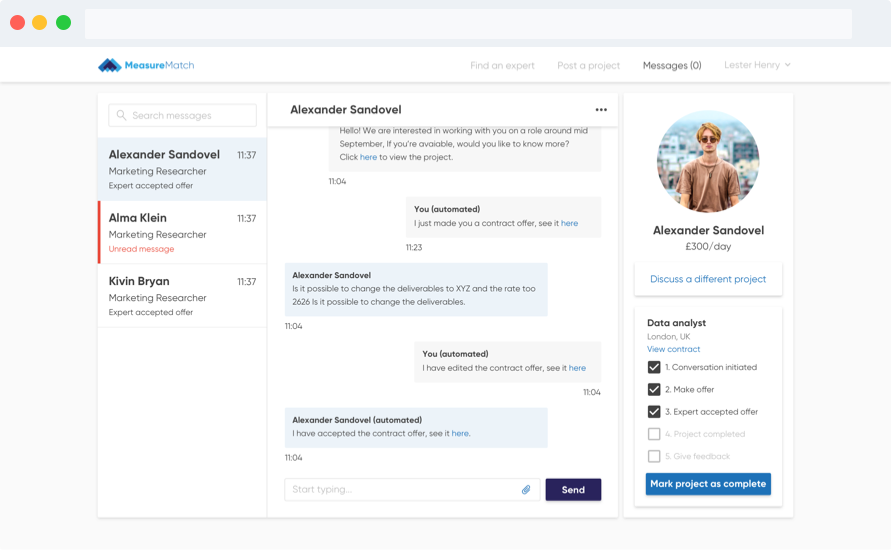 MeasureMatch
Find an expert
Post a project
Messages (0)
Lester Henry
Search messages
Alexander Sandovel 11:37
Marketing Researcher
Expert accepted offer
Alma Klein 11:37
Marketing Researcher
Unread message
Kivin Bryan 11:37
Marketing Researcher
Expert accepted offer
Alexander Sandovel
Hello! We are interested in working with you on a role around mid
September, If you're avaiable, would you like to know more?
Click here to view the project.
11:04
You (automated)
I just made you a contract offer, see it here
11:23
Alexander Sandovel
Is it possible to change the deliverables to XYZ and the rate too
2626 Is it possible to change the deliverables.
11:04
You (automated)
I have edited the contract offer, see it here
11:04
Alexander Sandovel (automated)
I have accepted the contract offer, see it here.
11:04
Start typing...
Send
Alexander Sandovel
£300/day
Discuss a different project
Data analyst
London, UK
View contract
1. Conversation initiated
2. Make offer
3. Expert accepted offer
4. Project completed
5. Give feedback
Mark project as complete